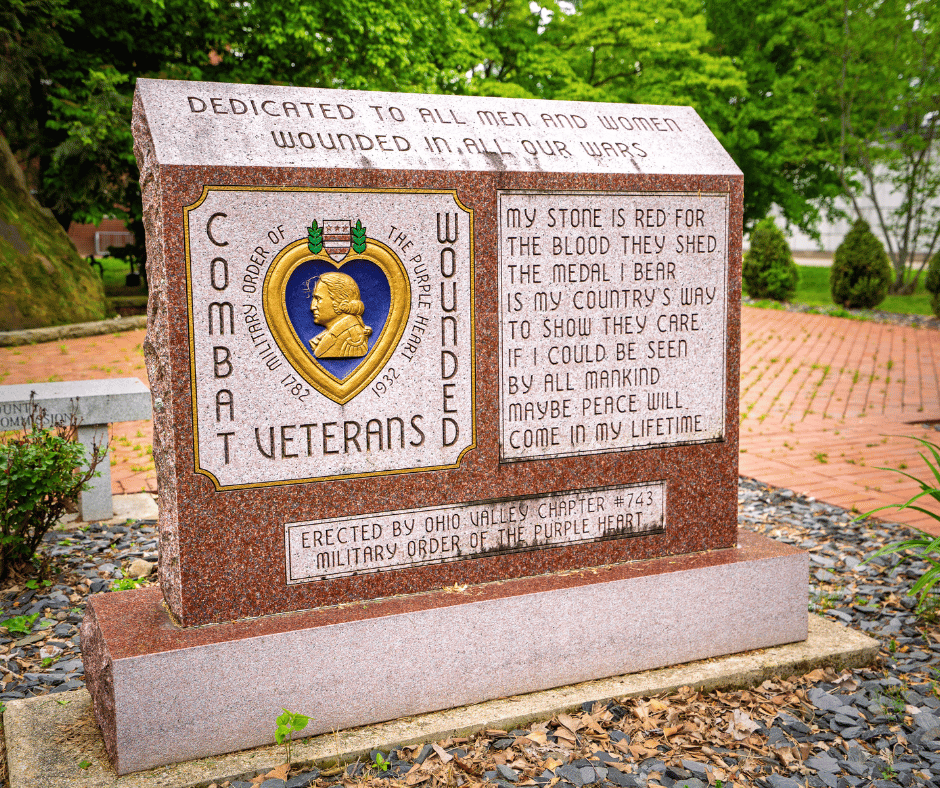 DEDICATED TO ALL MEN AND WOMEN
WOUNDED IN ALL OUR WARS
COMBAT
WOUNDED
VETERANS
MILITARY ORDER OF
THE PURPLE HEART
1782
1932
MY STONE IS RED FOR
THE BLOOD THEY SHED.
THE MEDAL I BEAR
IS MY COUNTRY'S WAY
TO SHOW THEY CARE.
IF I COULD BE SEEN
BY ALL MANKIND
MAYBE PEACE WILL
COME IN MY LIFETIME.
ERECTED BY OHIO VALLEY CHAPTER #743
MILITARY ORDER OF THE PURPLE HEART